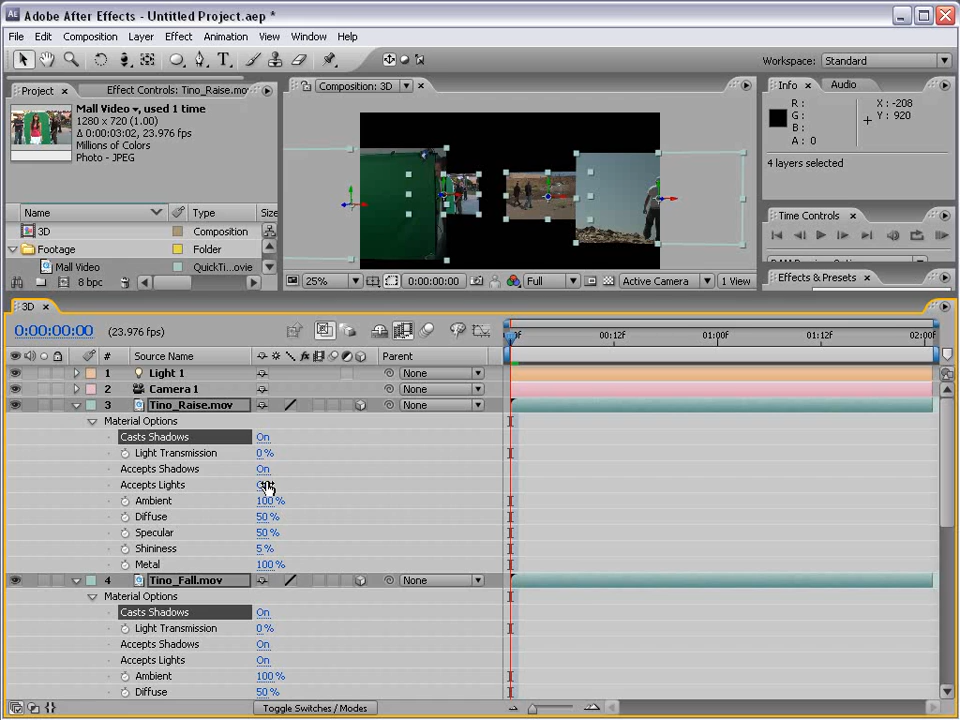 Adobe After Effects - Untitled Project.aep *
File Edit Composition Layer Effect Animation View Window Help
Workspace: Standard
Project × Effect Controls: Tino_Raise.mov
Mall Video, used 1 time
1280 x 720 (1.00)
Δ 0:00:03:02, 23.976 fps
Millions of Colors
Photo - JPEG
Name Type Size
3D Composition
Footage Folder
Mall Video QuickTi...ovie
8 bpc
Composition: 3D
25% 0:00:00:00 Full Active Camera 1 View
Info × Audio
R : X : -208
G : Y : 920
B :
A : 0
4 layers selected
Time Controls ×
Effects & Presets ×
3D ×
0:00:00:00 (23.976 fps)
00:12f 01:00f 01:12f 02:00f
# Source Name Parent
1 Light 1 None
2 Camera 1 None
3 Tino_Raise.mov None
Material Options
Casts Shadows On
Light Transmission 0 %
Accepts Shadows On
Accepts Lights
Ambient 100 %
Diffuse 50 %
Specular 50 %
Shininess 5 %
Metal 100 %
4 Tino_Fall.mov None
Material Options
Casts Shadows On
Light Transmission 0 %
Accepts Shadows On
Accepts Lights On
Ambient 100 %
Diffuse 50 %
Toggle Switches / Modes